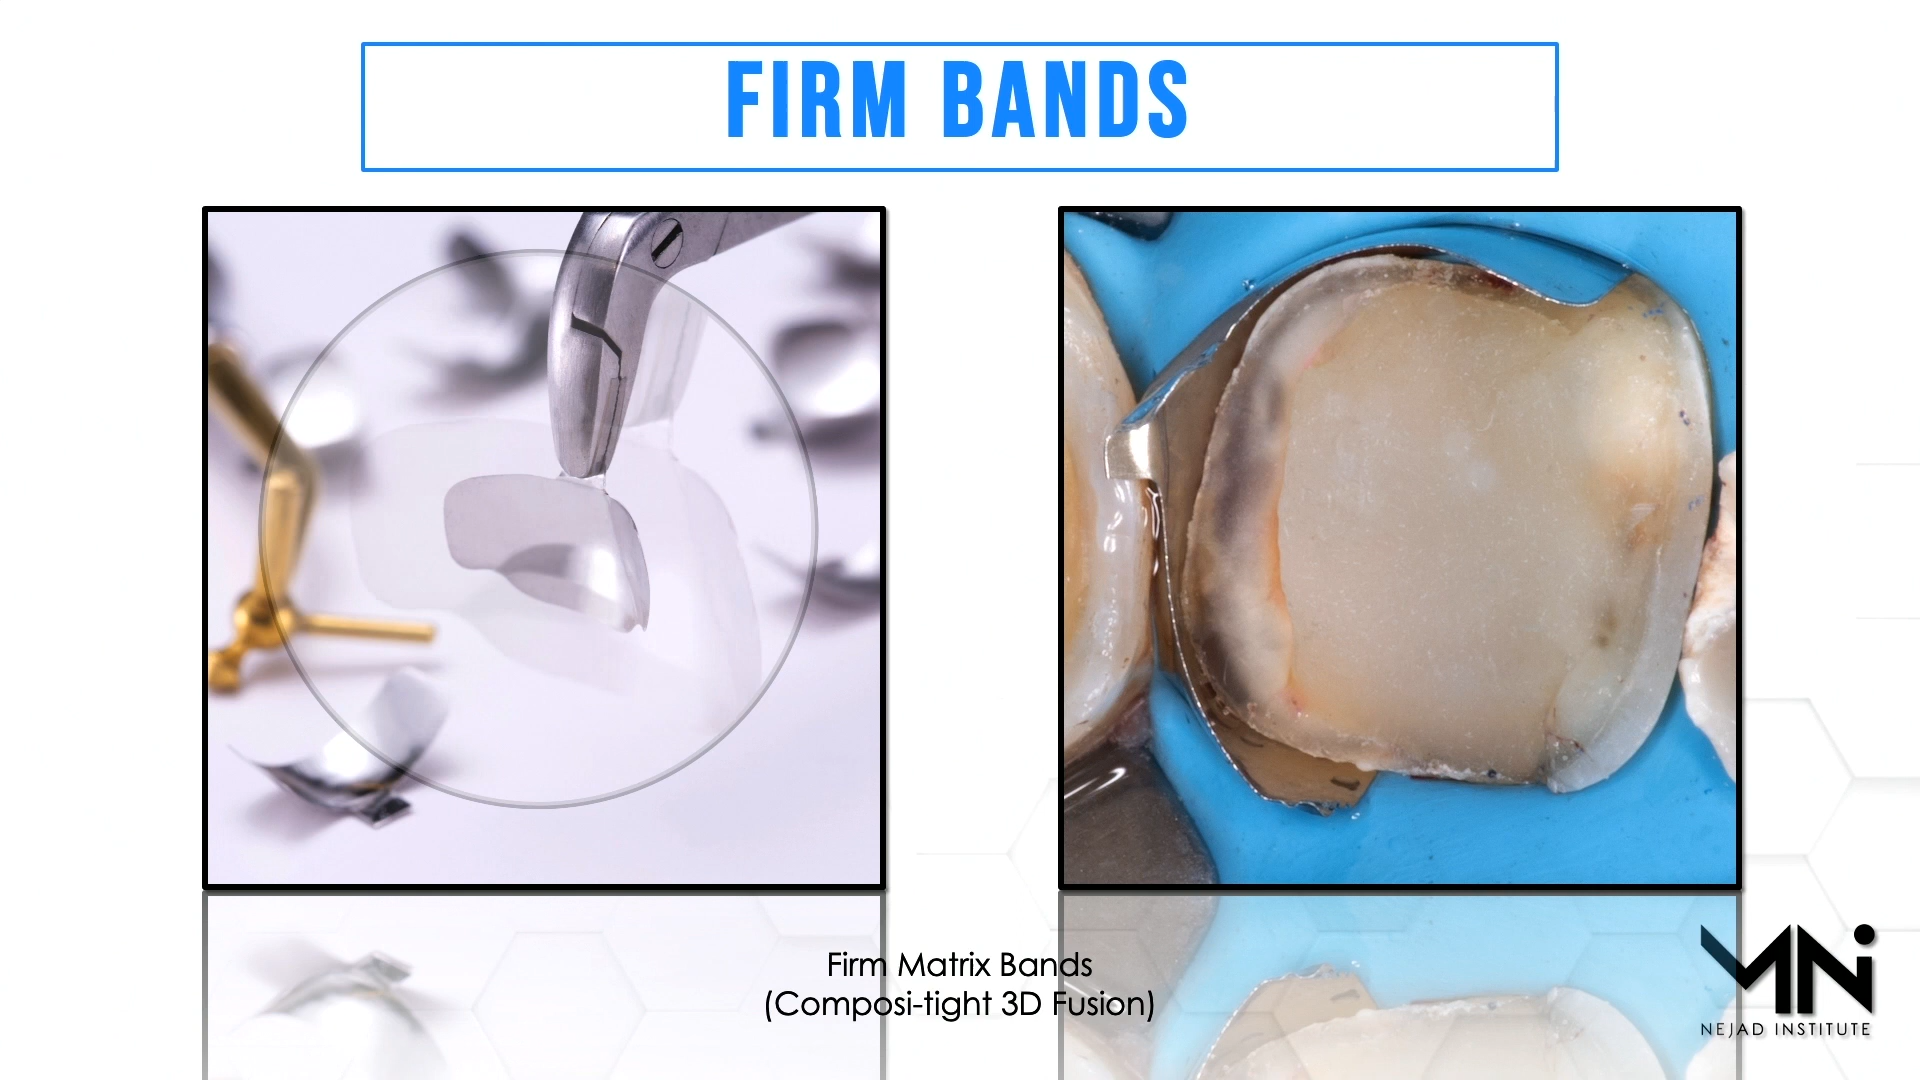 FIRM BANDS
Firm Matrix Bands
(Composi-tight 3D Fusion)
NEJAD INSTITUTE